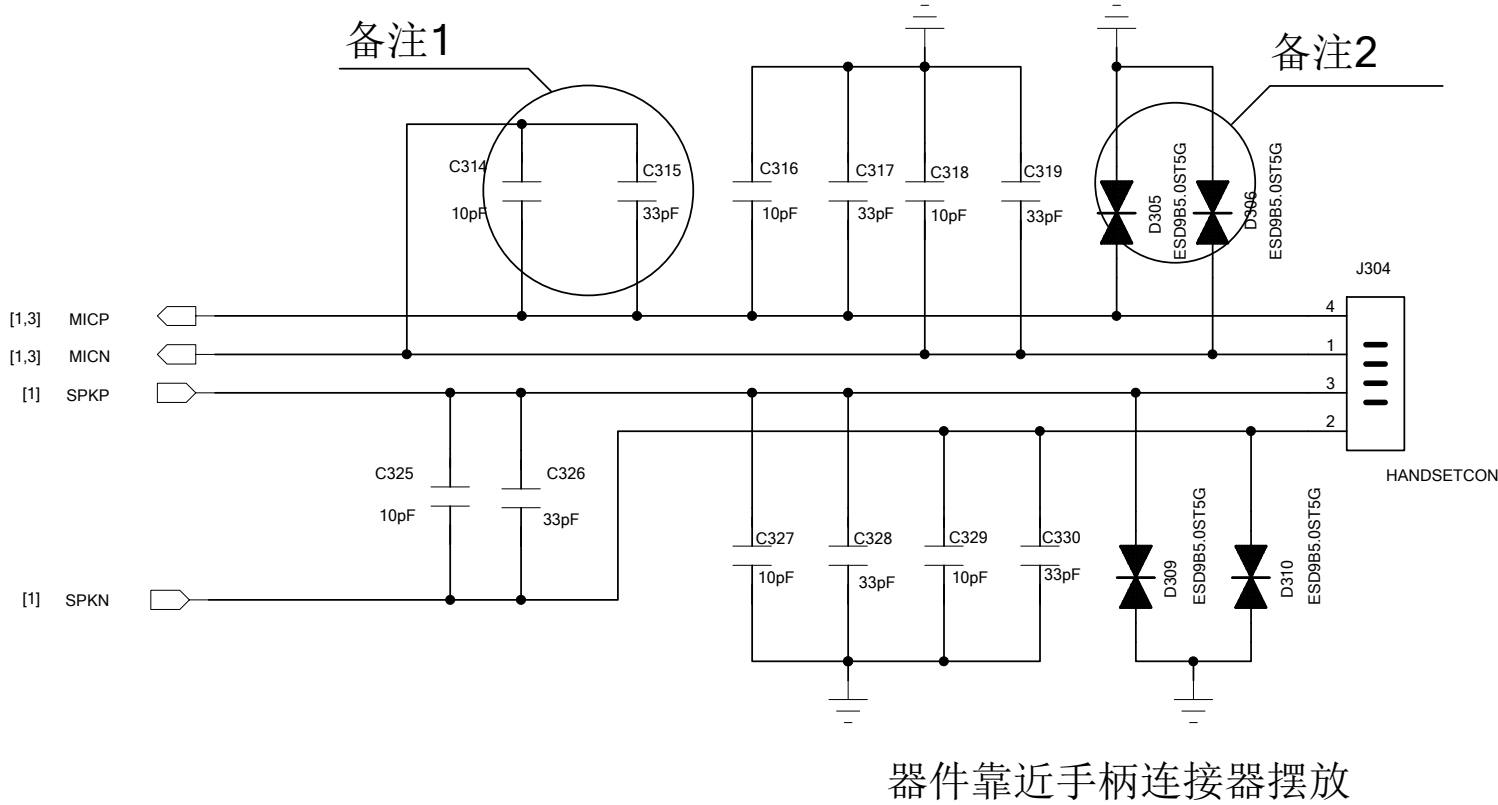 备注1
备注2
C314
10pF
C315
33pF
C316
10pF
C317
33pF
C318
10pF
C319
33pF
D305
ESD9B5.0ST5G
D306
ESD9B5.0ST5G
J304
[1,3] MICP
4
[1,3] MICN
1
[1] SPKP
3
2
HANDSETCON
C325
10pF
C326
33pF
C327
10pF
C328
33pF
C329
10pF
C330
33pF
D309
ESD9B5.0ST5G
D310
ESD9B5.0ST5G
[1] SPKN
器件靠近手柄连接器摆放